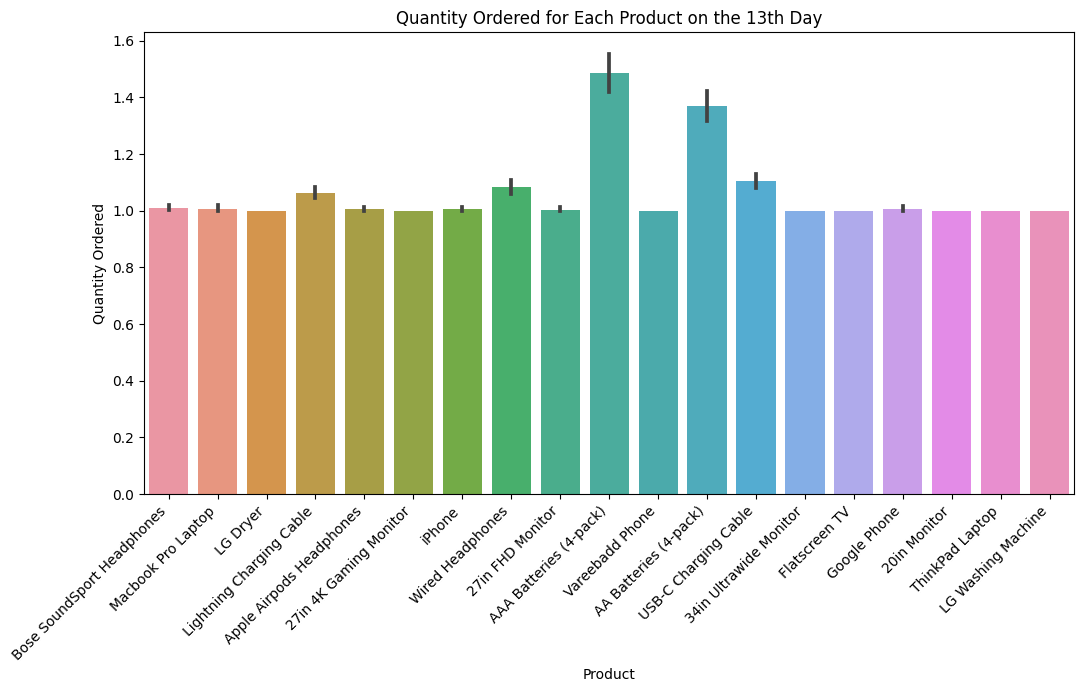 Quantity Ordered for Each Product on the 13th Day
Quantity Ordered
1.6
1.4
1.2
1.0
0.8
0.6
0.4
0.2
0.0
Bose SoundSport Headphones
Macbook Pro Laptop
LG Dryer
Lightning Charging Cable
Apple Airpods Headphones
27in 4K Gaming Monitor
iPhone
Wired Headphones
27in FHD Monitor
AAA Batteries (4-pack)
Vareebadd Phone
AA Batteries (4-pack)
USB-C Charging Cable
34in Ultrawide Monitor
Flatscreen TV
Google Phone
20in Monitor
ThinkPad Laptop
LG Washing Machine
Product